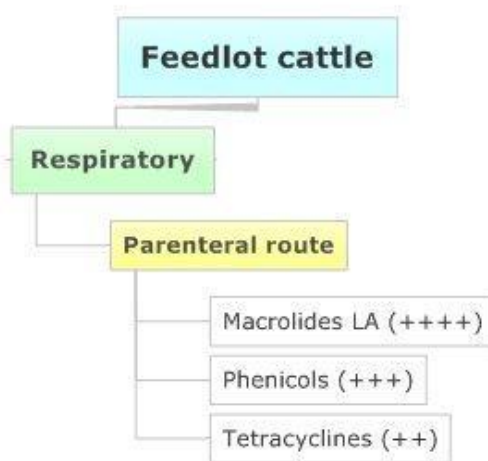 Feedlot cattle
Respiratory
Parenteral route
Macrolides LA (++++)
Phenicols (+++)
Tetracyclines (++)